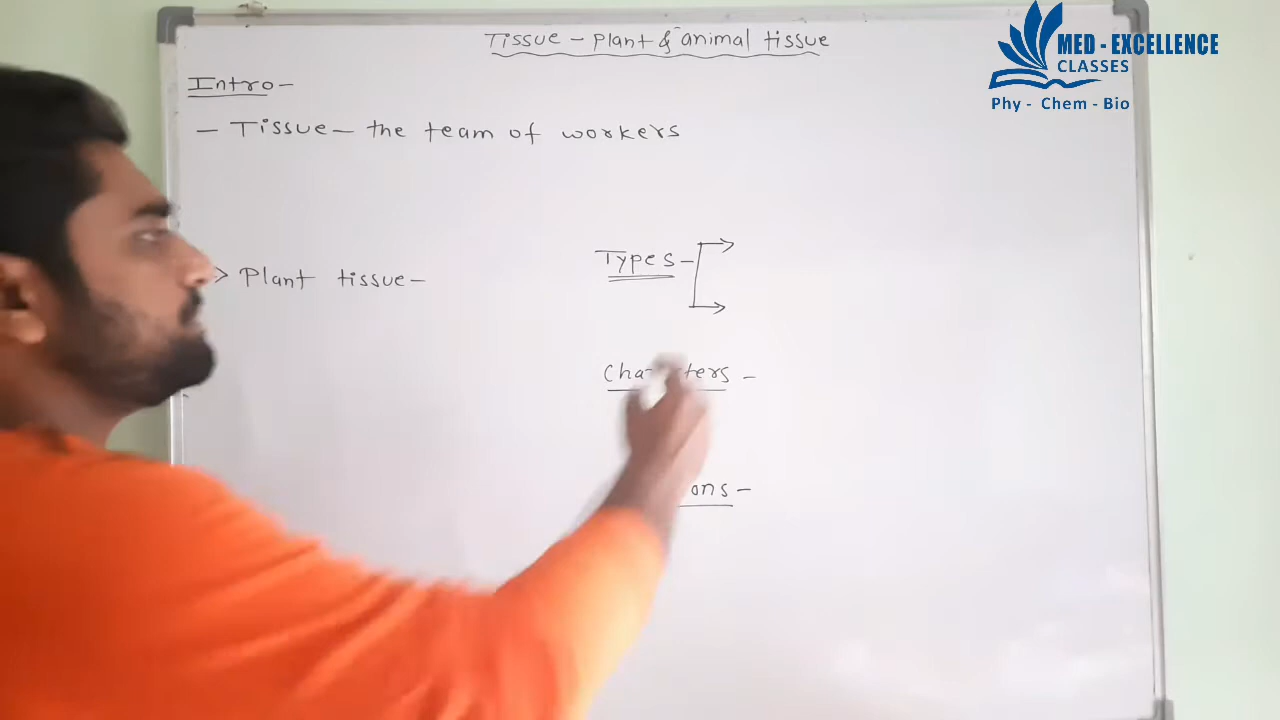 Tissue - Plant & animal tissue
MED - EXCELLENCE
CLASSES
Phy - Chem - Bio
Intro -
- Tissue - the team of workers
> Plant tissue -
Types -